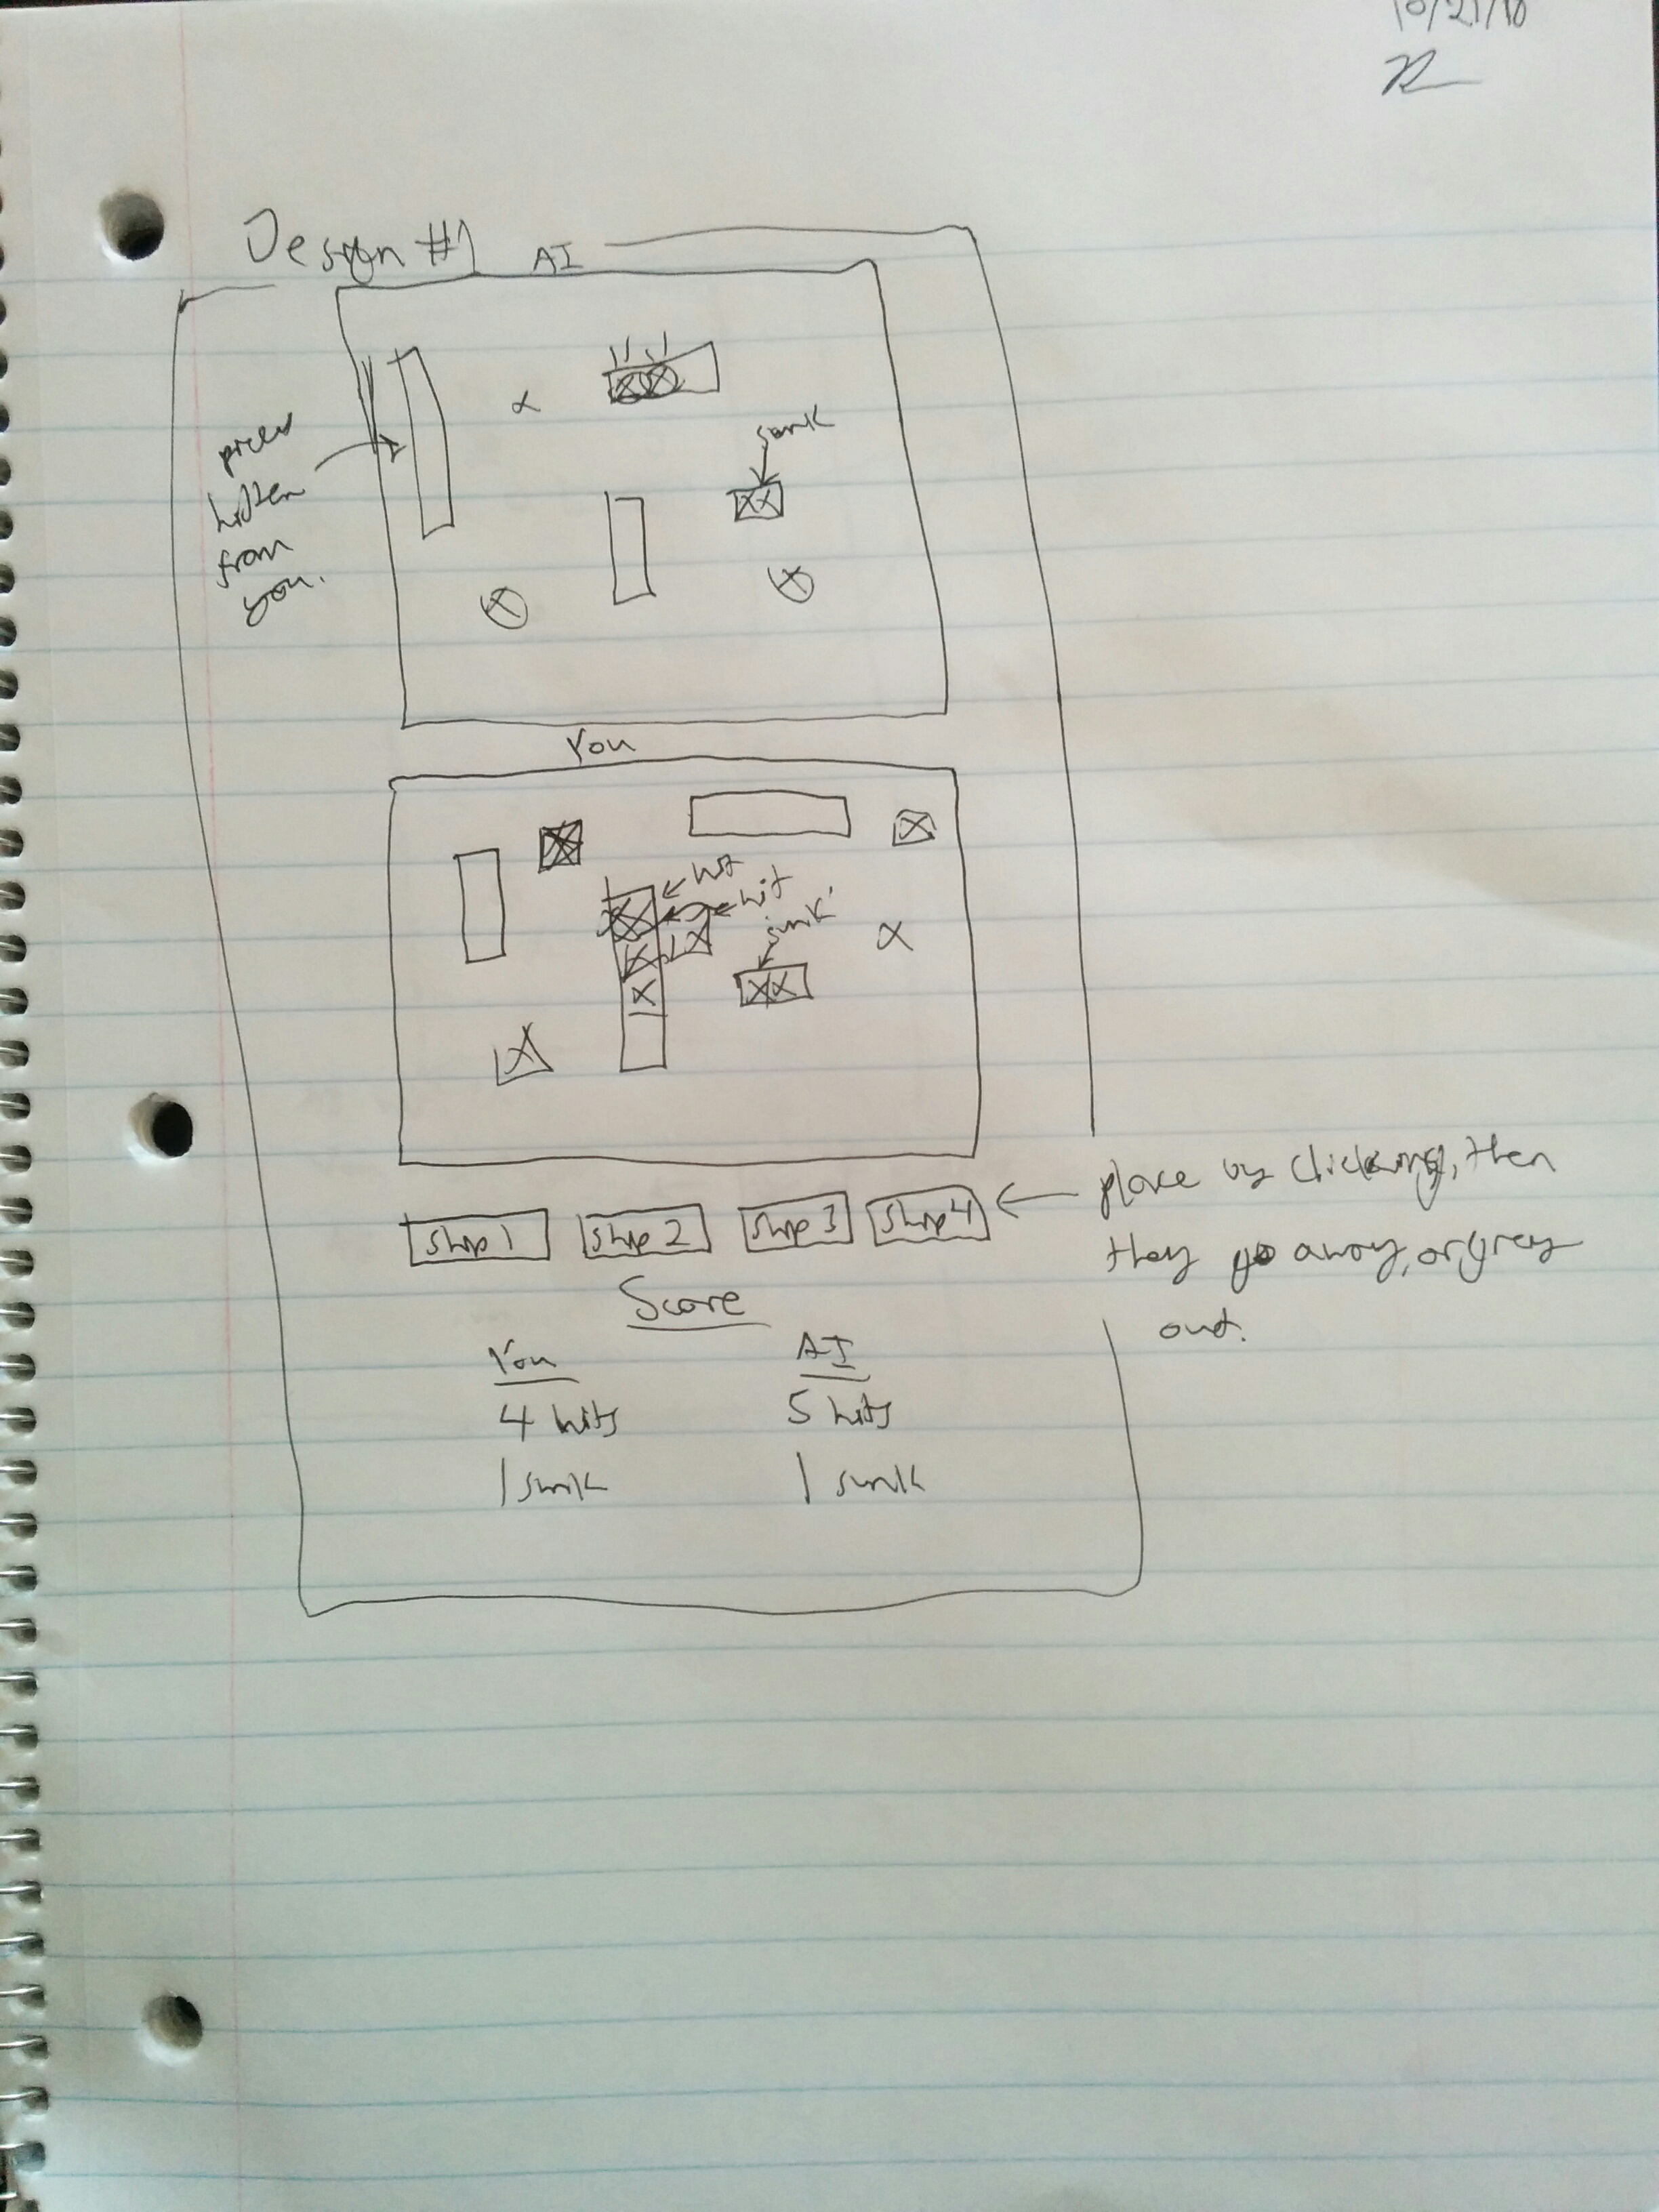 10/21/18
Design #1
AI
sunk
pieces
hidden
from
you.
You
hit
hit
sunk
place by clicking, then
they go away, or grey
out.
Ship 1 Ship 2 Ship 3 Ship 4
Score
You AI
4 hits 5 hits
1 sunk 1 sunk